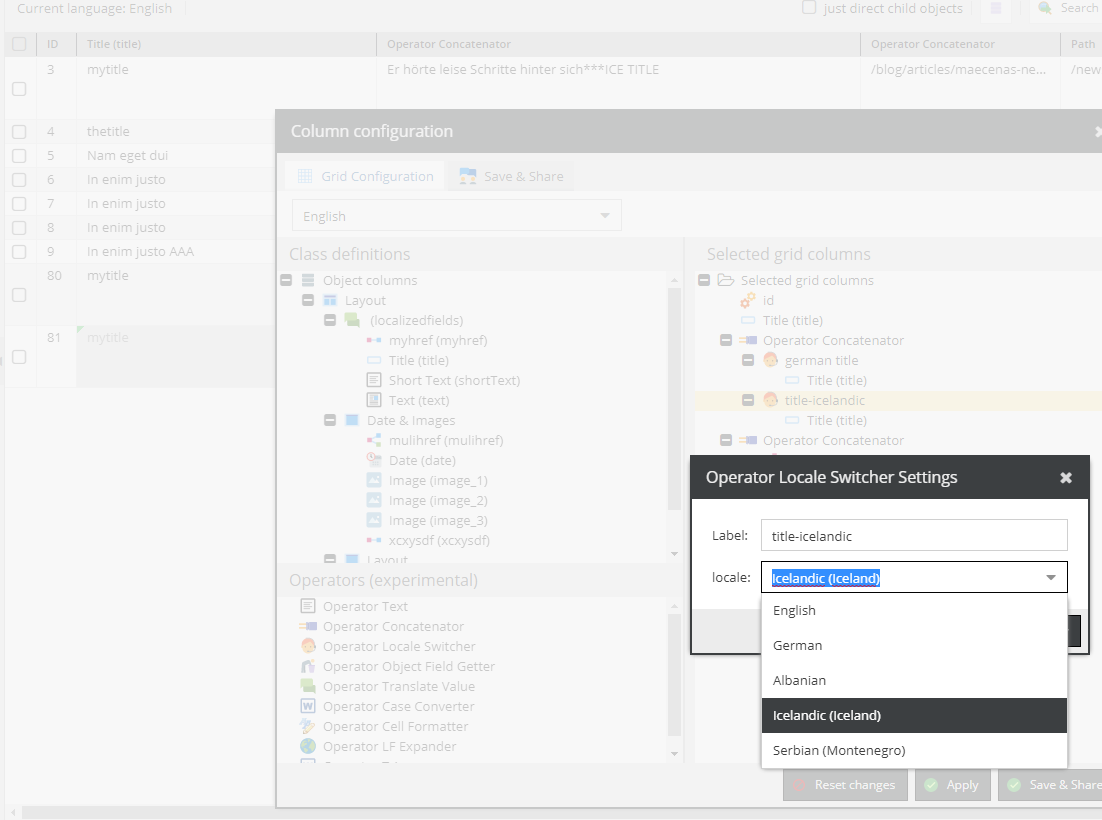 Current language: English
just direct child objects
Search
ID
Title (title)
Operator Concatenator
Operator Concatenator
Path
3
mytitle
Er hörte leise Schritte hinter sich***ICE TITLE
/blog/articles/maecenas-ne...
/new
4
thetitle
5
Nam eget dui
6
In enim justo
7
In enim justo
8
In enim justo
9
In enim justo AAA
80
mytitle
81
mytitle
Column configuration
Grid Configuration
Save & Share
English
Class definitions
Object columns
Layout
(localizedfields)
myhref (myhref)
Title (title)
Short Text (shortText)
Text (text)
Date & Images
mulihref (mulihref)
Date (date)
Image (image_1)
Image (image_2)
Image (image_3)
xcxysdf (xcxysdf)
Layout
Operators (experimental)
Operator Text
Operator Concatenator
Operator Locale Switcher
Operator Object Field Getter
Operator Translate Value
Operator Case Converter
Operator Cell Formatter
Operator LF Expander
Selected grid columns
Selected grid columns
id
Title (title)
Operator Concatenator
german title
Title (title)
title-icelandic
Title (title)
Operator Concatenator
Operator Locale Switcher Settings
Label:
title-icelandic
locale:
Icelandic (Iceland)
English
German
Albanian
Icelandic (Iceland)
Serbian (Montenegro)
Reset changes
Apply
Save & Share